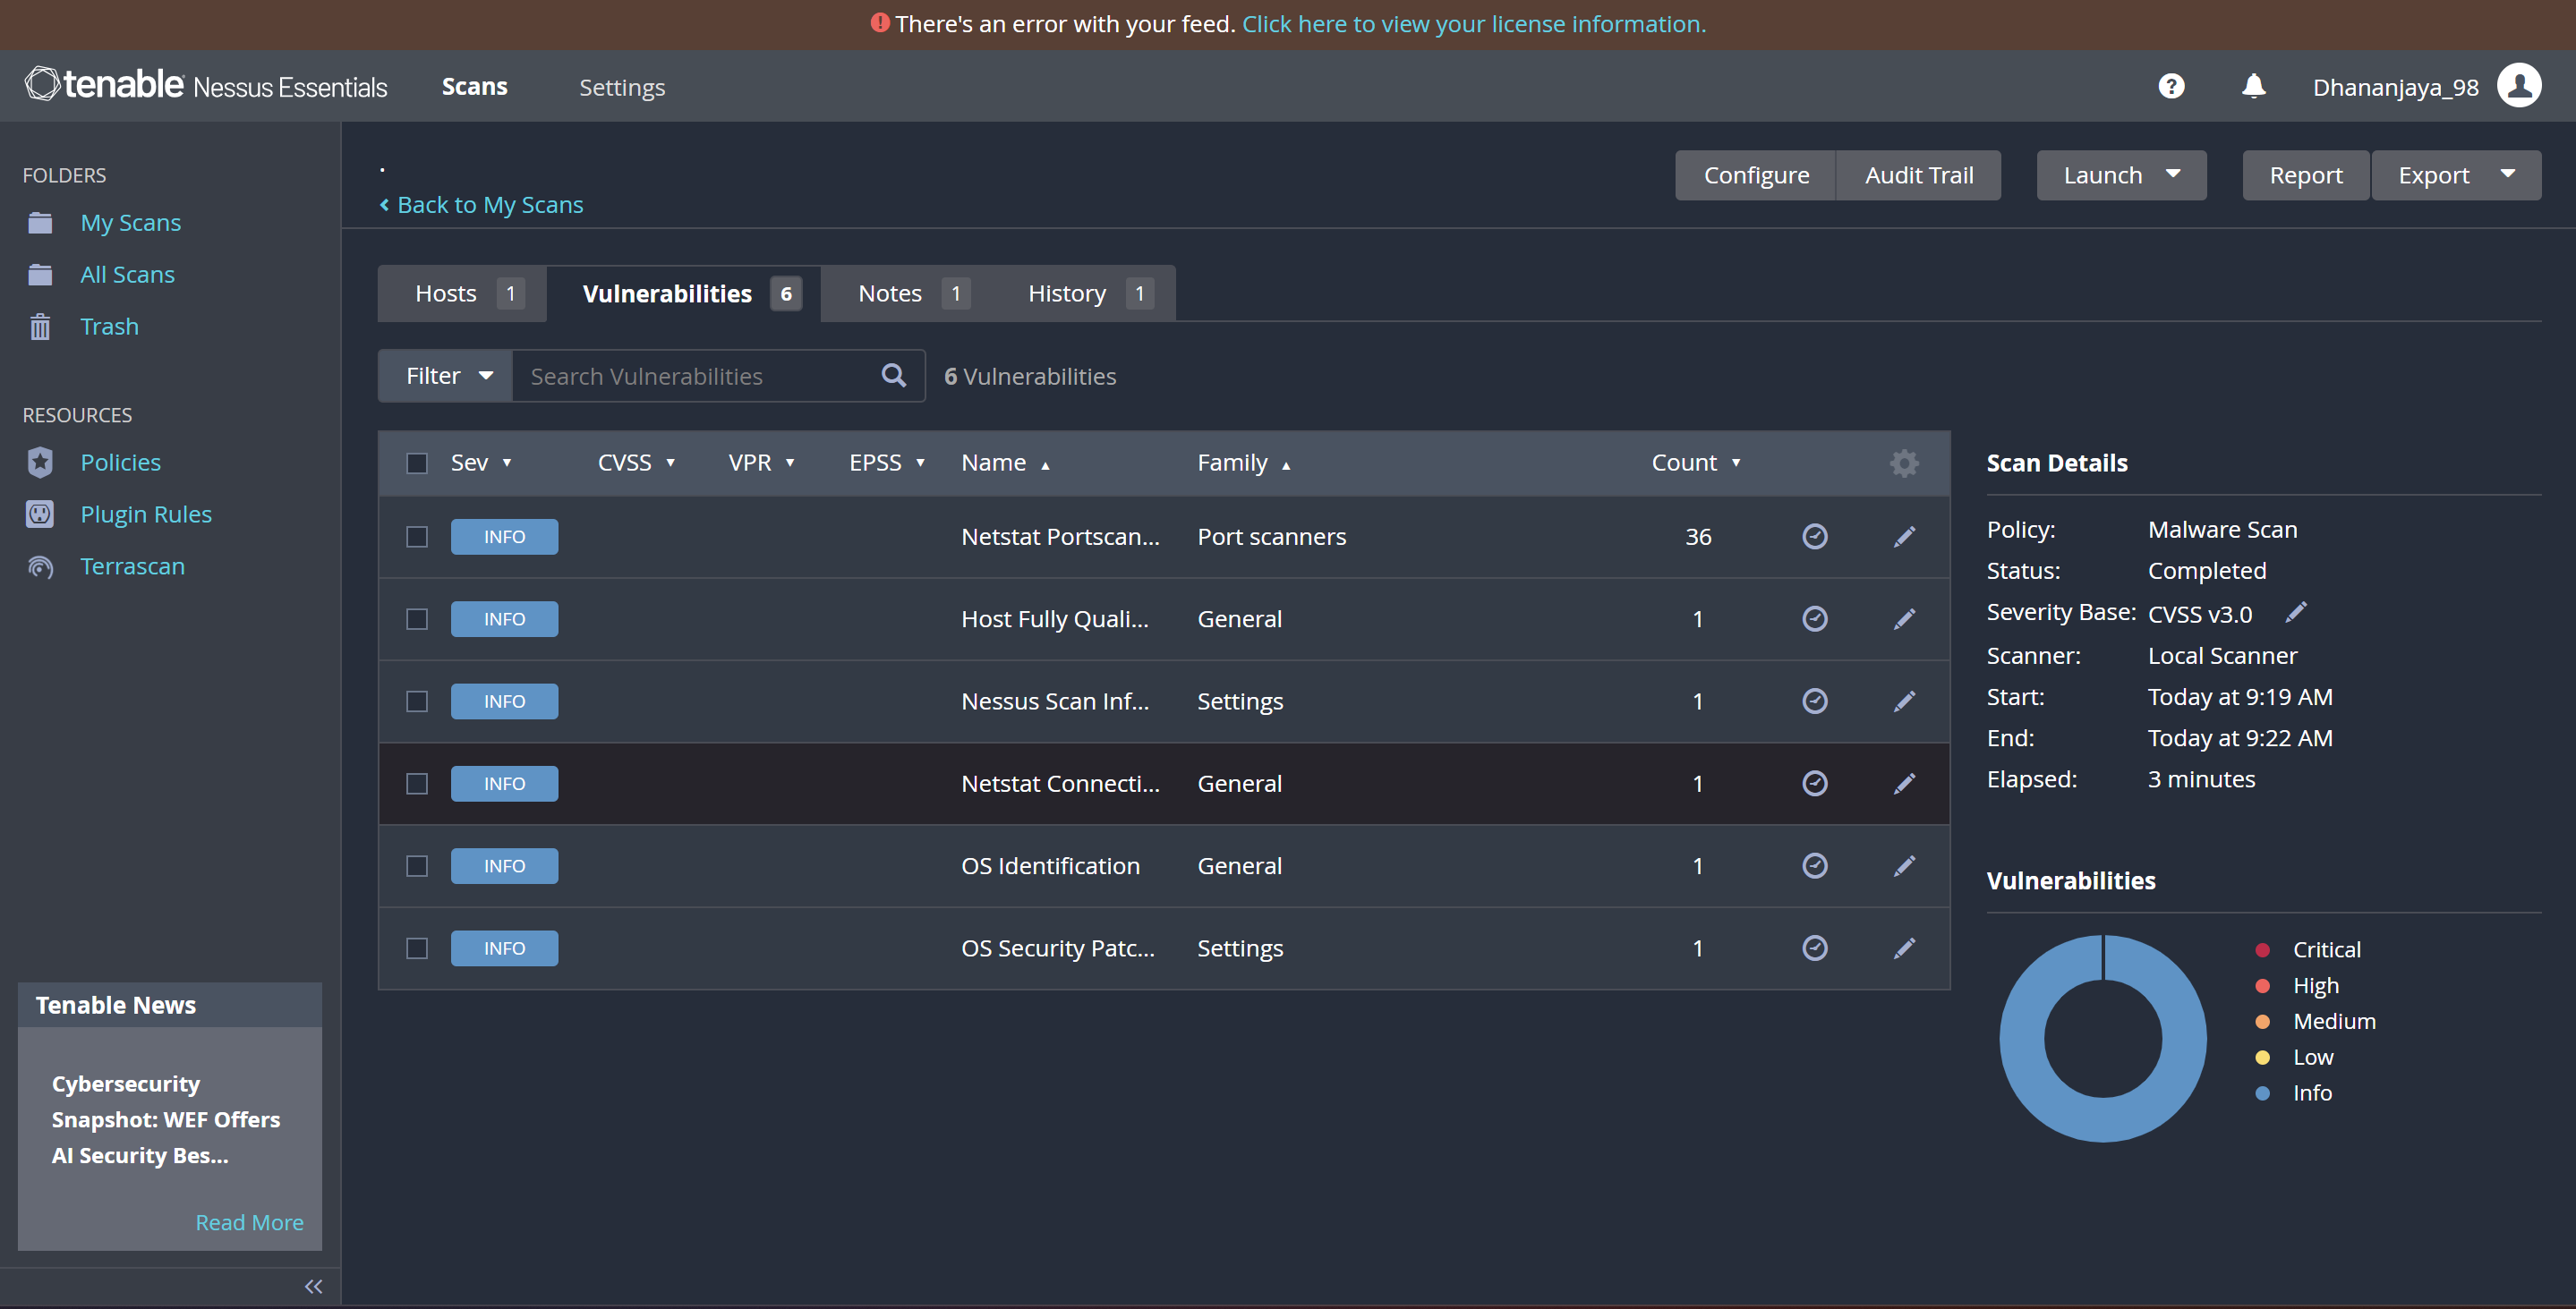 There's an error with your feed. Click here to view your license information.
tenable Nessus Essentials Scans Settings Dhananjaya_98
FOLDERS
My Scans
All Scans
Trash
RESOURCES
Policies
Plugin Rules
Terrascan
Tenable News
Cybersecurity
Snapshot: WEF Offers
AI Security Bes...
Read More
.
Back to My Scans
Configure Audit Trail Launch Report Export
Hosts 1 Vulnerabilities 6 Notes 1 History 1
Filter Search Vulnerabilities 6 Vulnerabilities
Sev CVSS VPR EPSS Name Family Count
INFO Netstat Portscan... Port scanners 36
INFO Host Fully Quali... General 1
INFO Nessus Scan Inf... Settings 1
INFO Netstat Connecti... General 1
INFO OS Identification General 1
INFO OS Security Patc... Settings 1
Scan Details
Policy: Malware Scan
Status: Completed
Severity Base: CVSS v3.0
Scanner: Local Scanner
Start: Today at 9:19 AM
End: Today at 9:22 AM
Elapsed: 3 minutes
Vulnerabilities
Critical
High
Medium
Low
Info